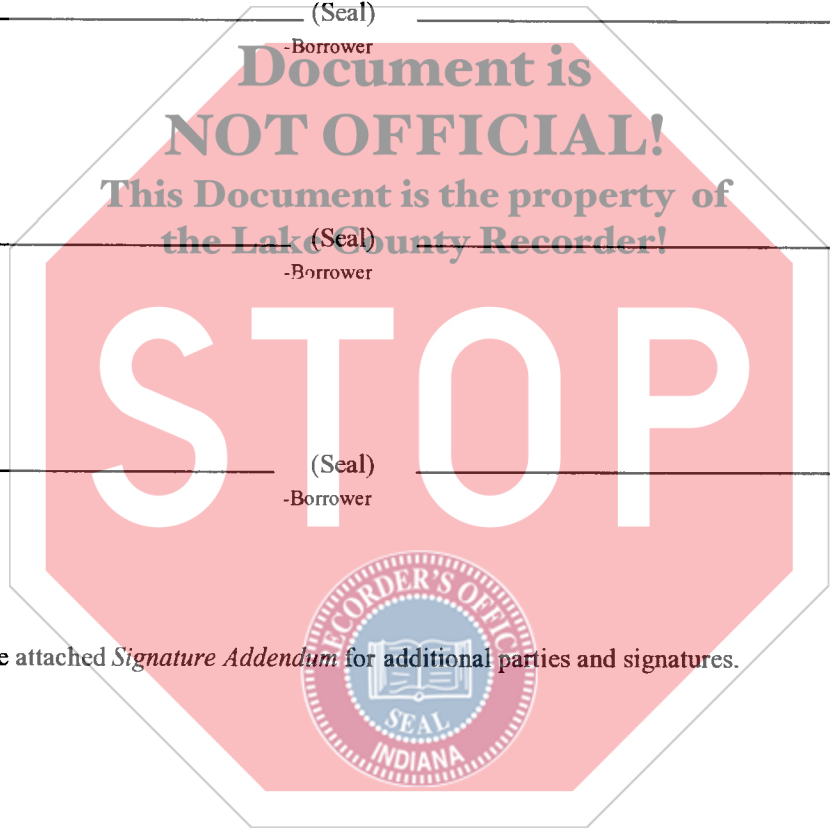 (Seal)
-Borrower
Document is
NOT OFFICIAL!
This Document is the property of
the Lake County Recorder!
(Seal)
-Borrower
STOP
(Seal)
-Borrower
RECORDER'S OFFICE
attached Signature Addendum for additional parties and signatures.
SEAL
INDIANA